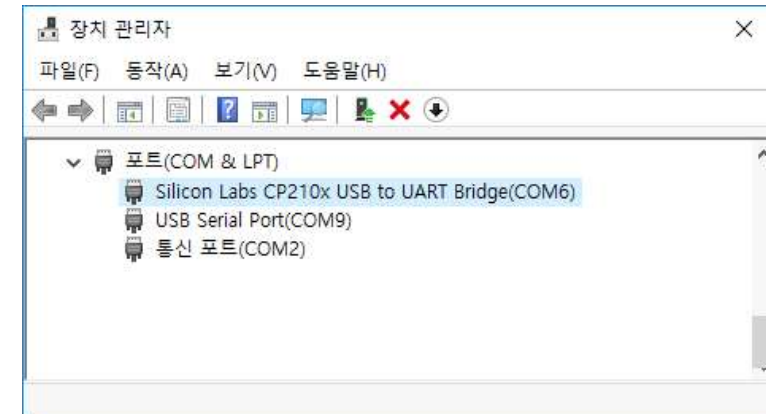 장치 관리자
파일(F) 동작(A) 보기(V) 도움말(H)
포트(COM & LPT)
Silicon Labs CP210x USB to UART Bridge(COM6)
USB Serial Port(COM9)
통신 포트(COM2)